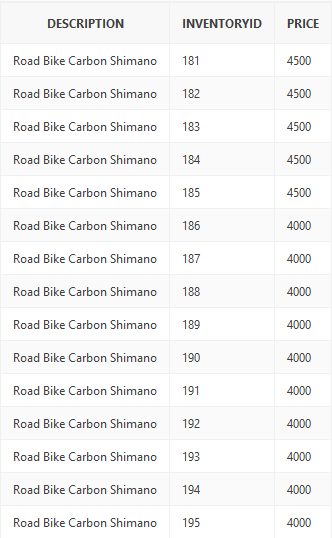 DESCRIPTION INVENTORYID PRICE
Road Bike Carbon Shimano 181 4500
Road Bike Carbon Shimano 182 4500
Road Bike Carbon Shimano 183 4500
Road Bike Carbon Shimano 184 4500
Road Bike Carbon Shimano 185 4500
Road Bike Carbon Shimano 186 4000
Road Bike Carbon Shimano 187 4000
Road Bike Carbon Shimano 188 4000
Road Bike Carbon Shimano 189 4000
Road Bike Carbon Shimano 190 4000
Road Bike Carbon Shimano 191 4000
Road Bike Carbon Shimano 192 4000
Road Bike Carbon Shimano 193 4000
Road Bike Carbon Shimano 194 4000
Road Bike Carbon Shimano 195 4000